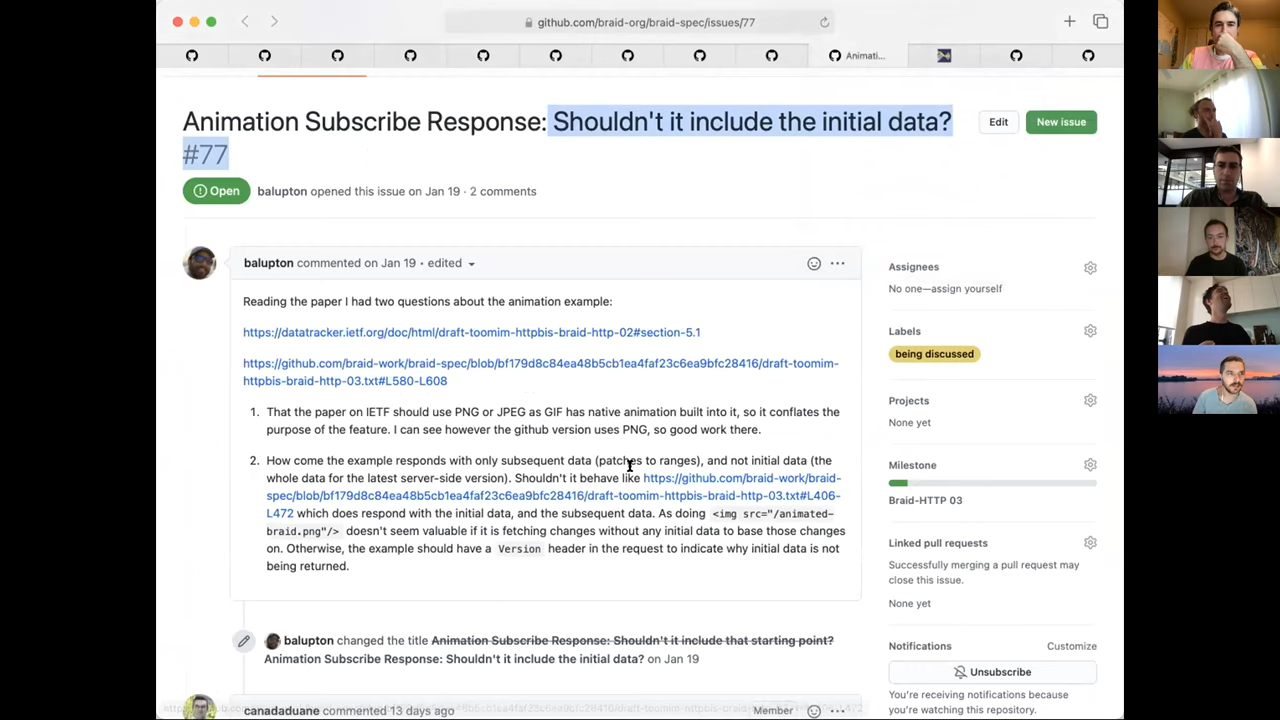 github.com/braid-org/braid-spec/issues/77
Animati...
Animation Subscribe Response: Shouldn't it include the initial data?
#77
Edit
New issue
Open
balupton opened this issue on Jan 19 · 2 comments
balupton commented on Jan 19 • edited
Reading the paper I had two questions about the animation example:
https://datatracker.ietf.org/doc/html/draft-toomim-httpbis-braid-http-02#section-5.1
https://github.com/braid-work/braid-spec/blob/bf179d8c84ea48b5cb1ea4faf23c6ea9bfc28416/draft-toomim-
httpbis-braid-http-03.txt#L580-L608
1. That the paper on IETF should use PNG or JPEG as GIF has native animation built into it, so it conflates the
purpose of the feature. I can see however the github version uses PNG, so good work there.
2. How come the example responds with only subsequent data (patches to ranges), and not initial data (the
whole data for the latest server-side version). Shouldn't it behave like https://github.com/braid-work/braid-
spec/blob/bf179d8c84ea48b5cb1ea4faf23c6ea9bfc28416/draft-toomim-httpbis-braid-http-03.txt#L406-
L472 which does respond with the initial data, and the subsequent data. As doing <img src="/animated-
braid.png"/> doesn't seem valuable if it is fetching changes without any initial data to base those changes
on. Otherwise, the example should have a Version header in the request to indicate why initial data is not
being returned.
balupton changed the title Animation Subscribe Response: Shouldn't it include that starting point?
Animation Subscribe Response: Shouldn't it include the initial data? on Jan 19
canadaduane commented 13 days ago
Member
Assignees
No one—assign yourself
Labels
being discussed
Projects
None yet
Milestone
Braid-HTTP 03
Linked pull requests
Successfully merging a pull request may
close this issue.
None yet
Notifications
Customize
Unsubscribe
You're receiving notifications because
you're watching this repository.